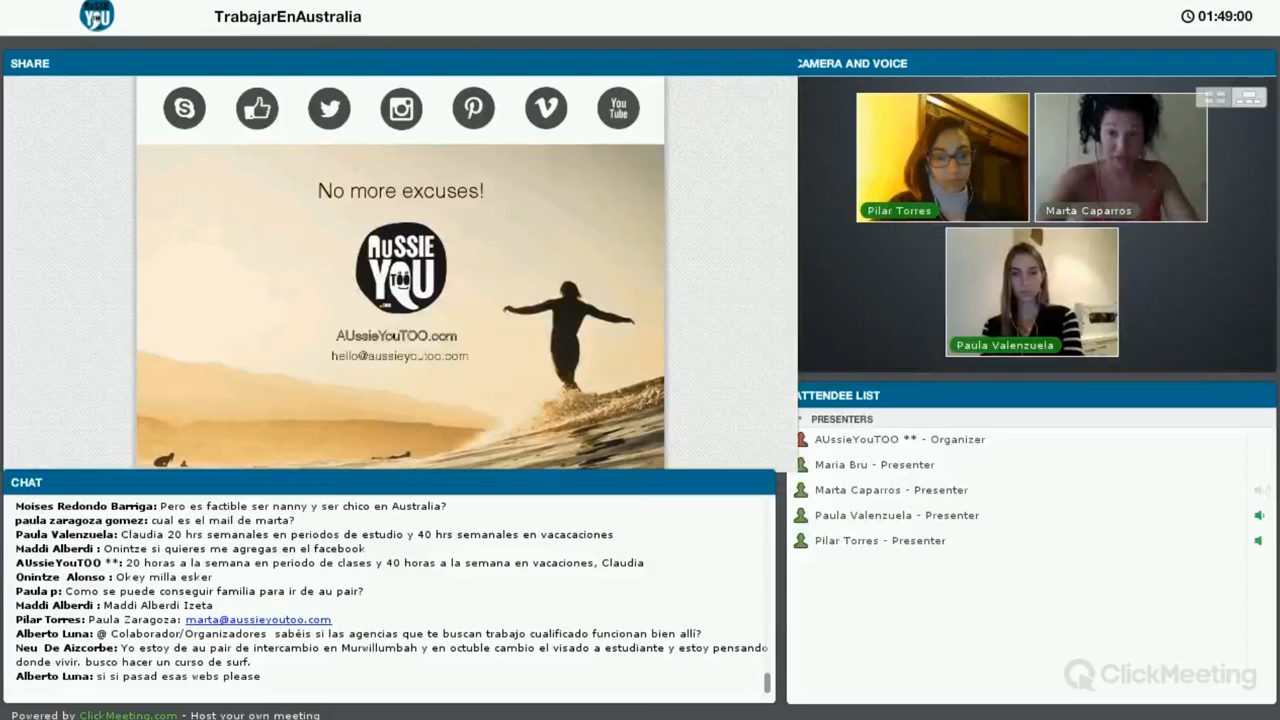 AUSSIE
YOU
TrabajarEnAustralia
01:49:00
SHARE
You
Tube
No more excuses!
AUSSIE
YOU
TOO
.COM
AUssieYouTOO.com
hello@aussieyoutoo.com
CAMERA AND VOICE
Pilar Torres
Marta Caparros
Paula Valenzuela
ATTENDEE LIST
PRESENTERS
AUssieYouTOO ** - Organizer
Maria Bru - Presenter
Marta Caparros - Presenter
Paula Valenzuela - Presenter
Pilar Torres - Presenter
CHAT
Moises Redondo Barriga: Pero es factible ser nanny y ser chico en Australia?
paula zaragoza gomez: cual es el mail de marta?
Paula Valenzuela: Claudia 20 hrs semanales en periodos de estudio y 40 hrs semanales en vacacaciones
Maddi Alberdi : Onintze si quieres me agregas en el facebook
AUssieYouTOO **: 20 horas a la semana en periodo de clases y 40 horas a la semana en vacaciones, Claudia
Onintze Alonso : Okey milla esker
Paula p: Como se puede conseguir familia para ir de au pair?
Maddi Alberdi : Maddi Alberdi Izeta
Pilar Torres: Paula Zaragoza: marta@aussieyoutoo.com
Alberto Luna: @ Colaborador/Organizadores sabéis si las agencias que te buscan trabajo cualificado funcionan bien allí?
Neu De Aizcorbe: Yo estoy de au pair de intercambio en Murwillumbah y en octuble cambio el visado a estudiante y estoy pensando
donde vivir. busco hacer un curso de surf.
Alberto Luna: si si pasad esas webs please
ClickMeeting
Powered by ClickMeeting.com - Host your own meeting